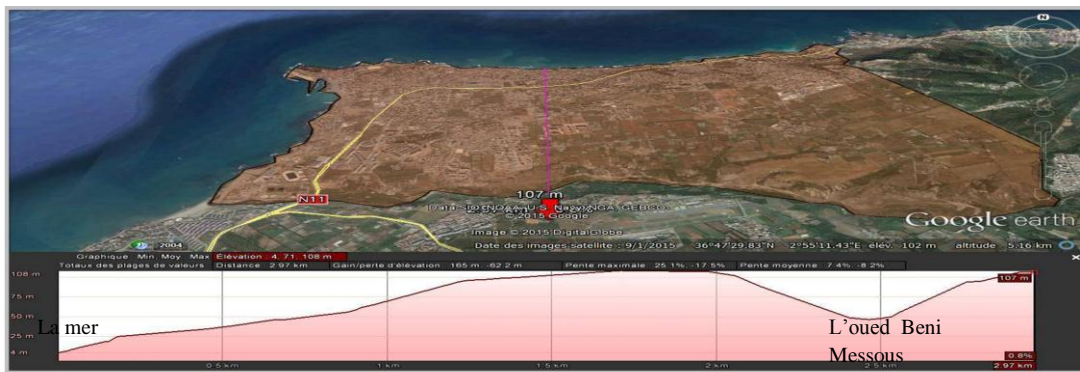 N
N11
107 m
© 2015 Google
Image © 2015 DigitalGlobe
Google earth
2004
Date des images satellite : 9/1/2015 36°47'29.83"N 2°55'11.43"E élév. 102 m altitude 5.16 km
Graphique Min, Moy, Max Élévation : 4, 71, 108 m
Totaux des plages de valeurs Distance : 2.97 km Gain/perte d'élévation : 165 m, -62.2 m Pente maximale : 25.1%, -17.5% Pente moyenne : 7.4%, -8.2%
108 m
107 m
75 m
50 m
La mer
L'oued Beni
25 m
Messous
4 m
0.8%
0.5 km
1 km
1.5 km
2 km
2.5 km
2.97 km